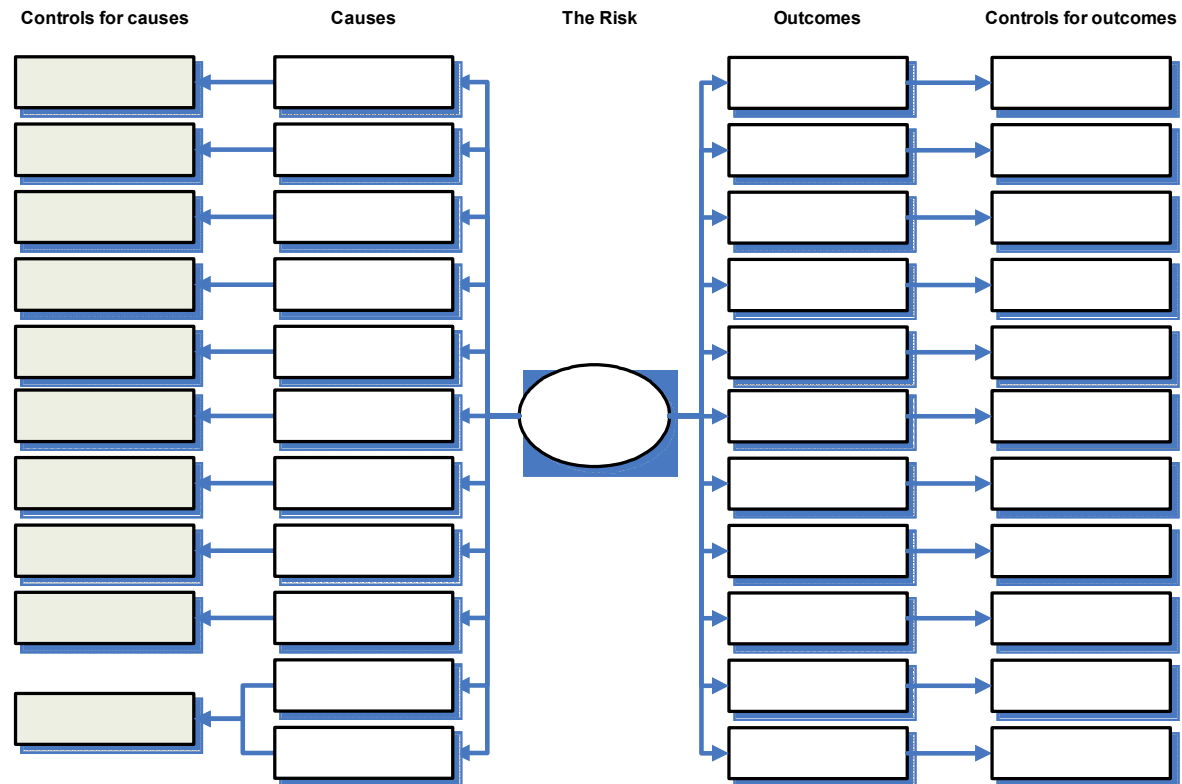 Controls for causes
Causes
The Risk
Outcomes
Controls for outcomes